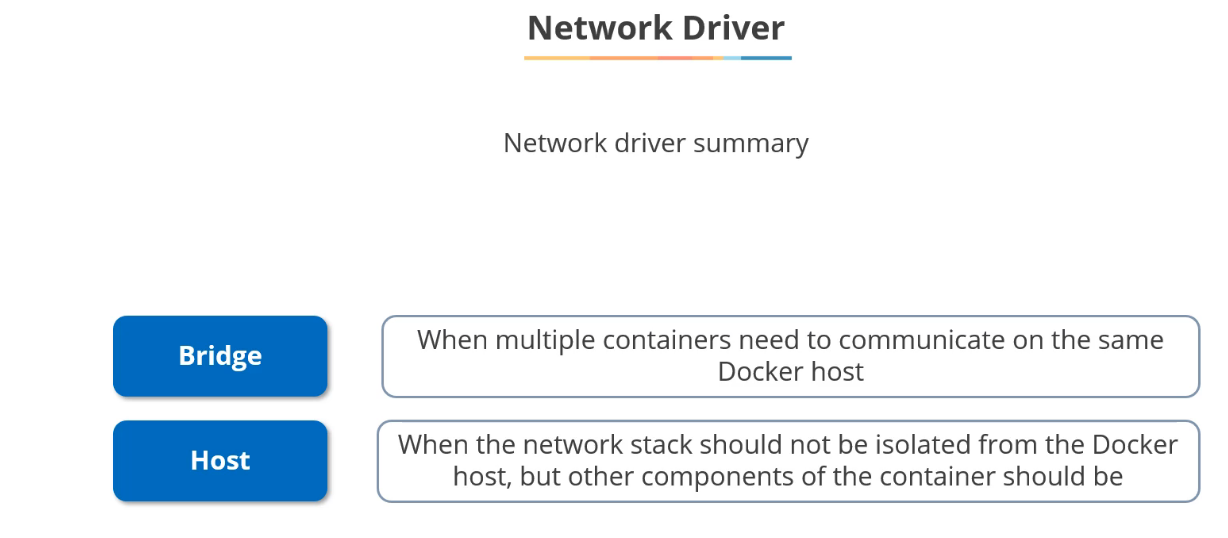 Network Driver
Network driver summary
Bridge
When multiple containers need to communicate on the same
Docker host
Host
When the network stack should not be isolated from the Docker
host, but other components of the container should be